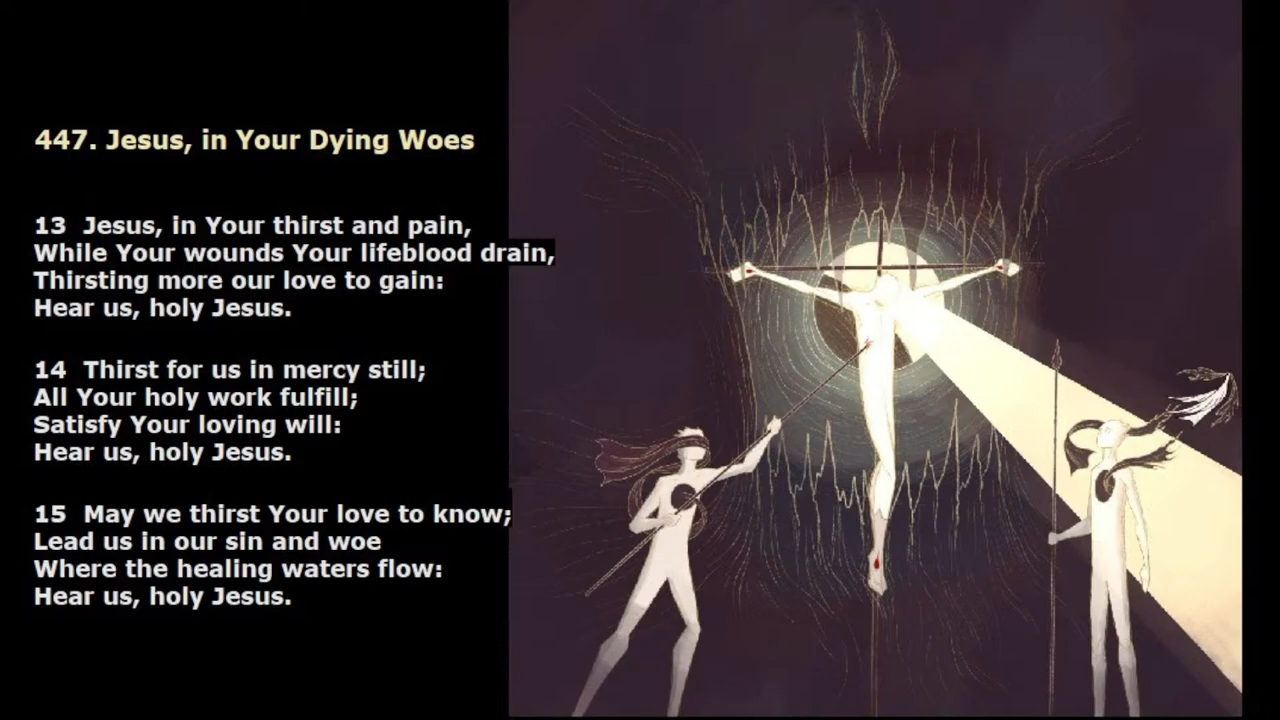 447. Jesus, in Your Dying Woes
13 Jesus, in Your thirst and pain,
While Your wounds Your lifeblood drain,
Thirsting more our love to gain:
Hear us, holy Jesus.
14 Thirst for us in mercy still;
All Your holy work fulfill;
Satisfy Your loving will:
Hear us, holy Jesus.
15 May we thirst Your love to know;
Lead us in our sin and woe
Where the healing waters flow:
Hear us, holy Jesus.